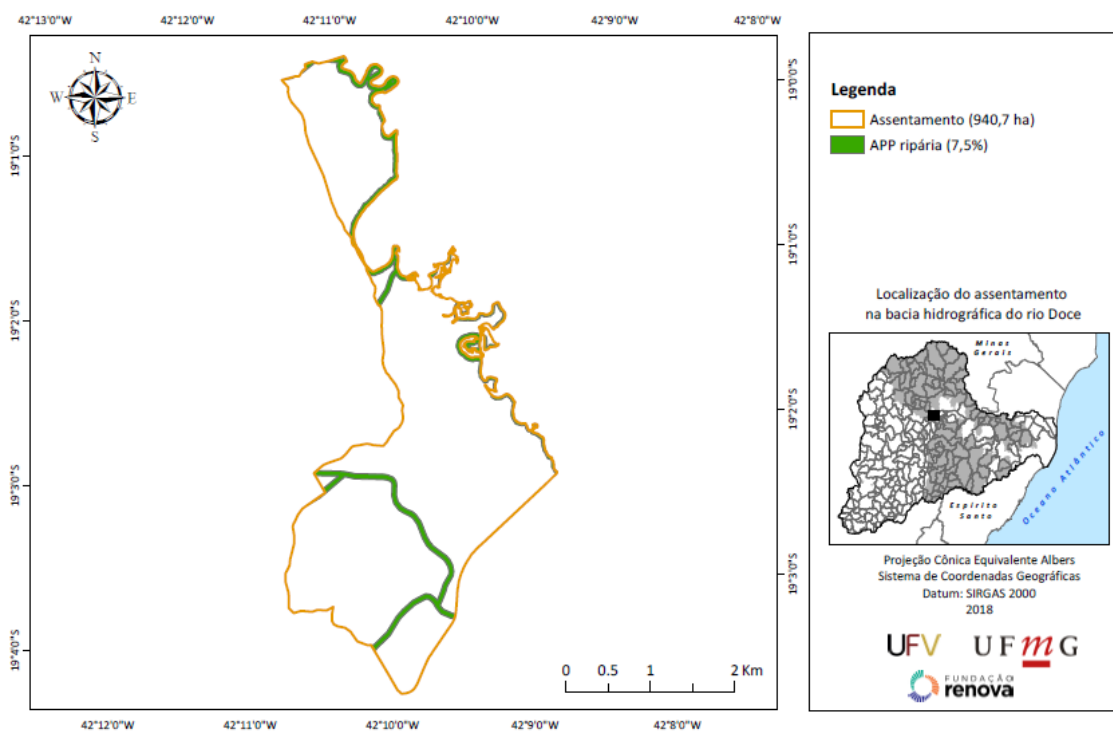 42°13'0"W 42°12'0"W 42°11'0"W 42°10'0"W 42°9'0"W 42°8'0"W
N
W E
S
19°1'0"S
19°2'0"S
19°3'0"S
19°4'0"S
19°0'0"S
19°1'0"S
19°2'0"S
19°3'0"S
0 0.5 1 2 Km
42°12'0"W 42°11'0"W 42°10'0"W 42°9'0"W 42°8'0"W
Legenda
Assentamento (940,7 ha)
APP ripária (7,5%)
Localização do assentamento
na bacia hidrográfica do rio Doce
Minas
Gerais
Espírito
Santo
Oceano Atlântico
Projeção Cônica Equivalente Albers
Sistema de Coordenadas Geográficas
Datum: SIRGAS 2000
2018
UFV UFmG
FUNDAÇÃO
renova